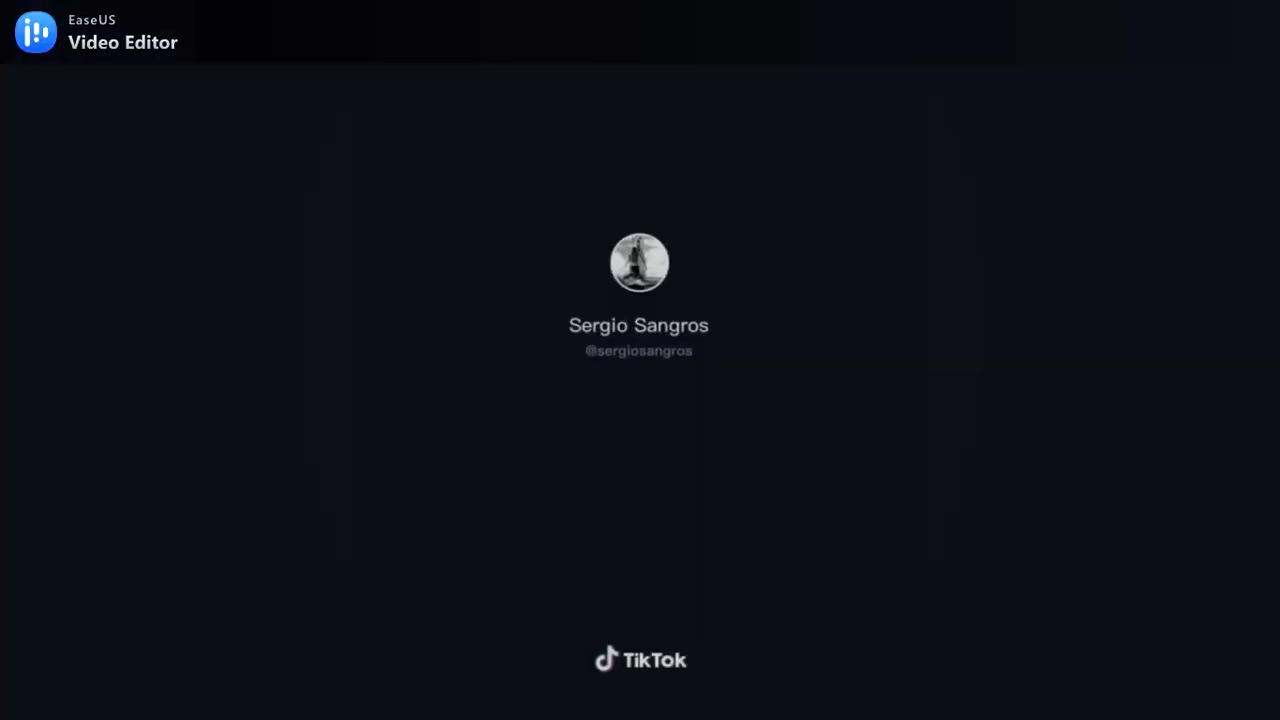 EaseUS
Video Editor
Sergio Sangros
@sergiosangros
TikTok